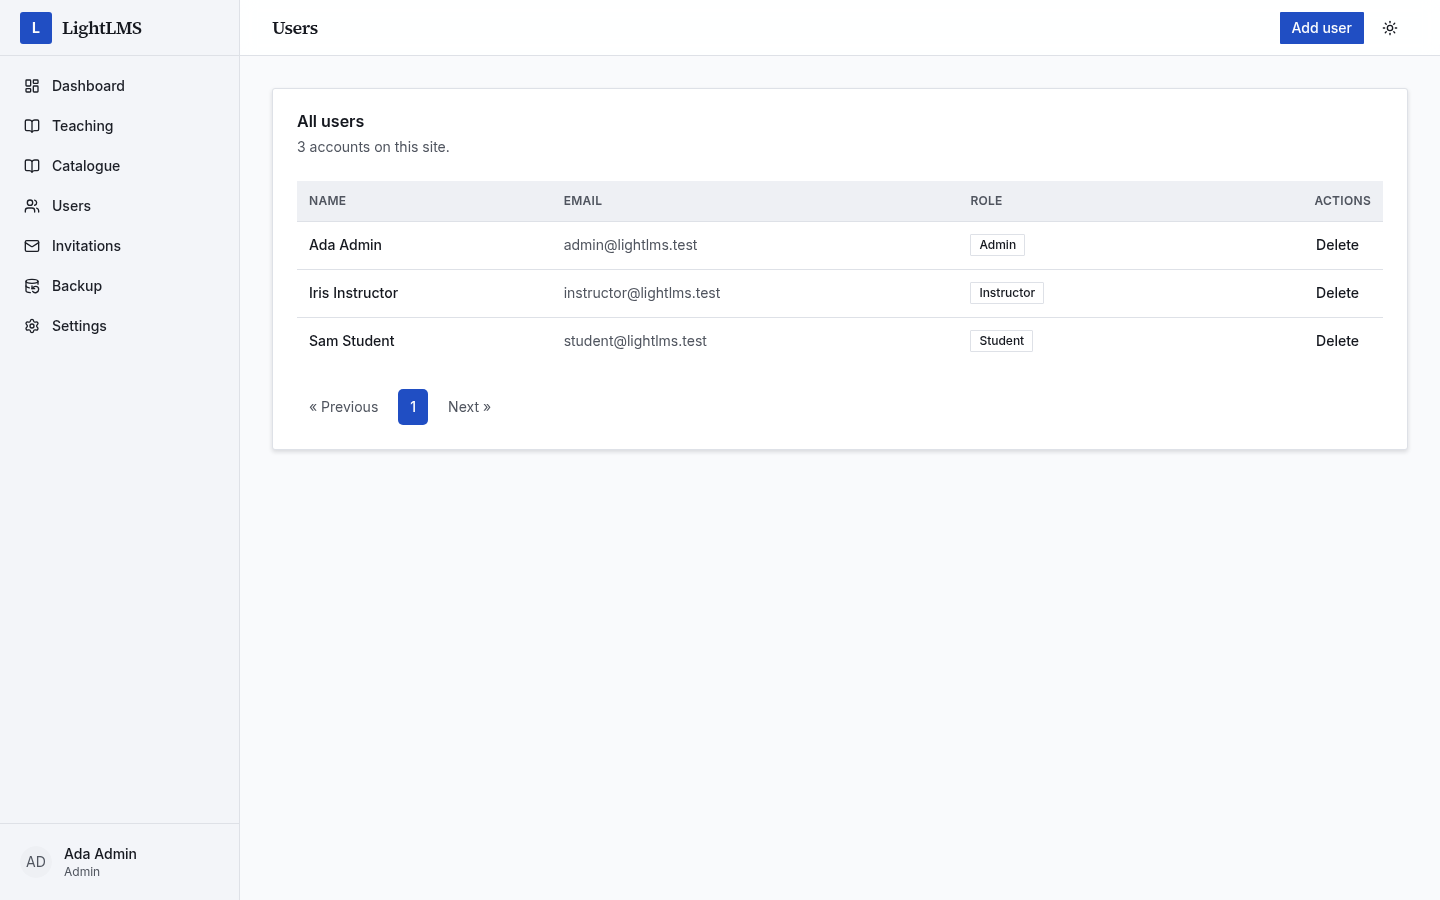 L LightLMS
Users
Add user
Dashboard
Teaching
Catalogue
Users
Invitations
Backup
Settings
All users
3 accounts on this site.
NAME EMAIL ROLE ACTIONS
Ada Admin admin@lightlms.test Admin Delete
Iris Instructor instructor@lightlms.test Instructor Delete
Sam Student student@lightlms.test Student Delete
« Previous 1 Next »
AD Ada Admin
Admin